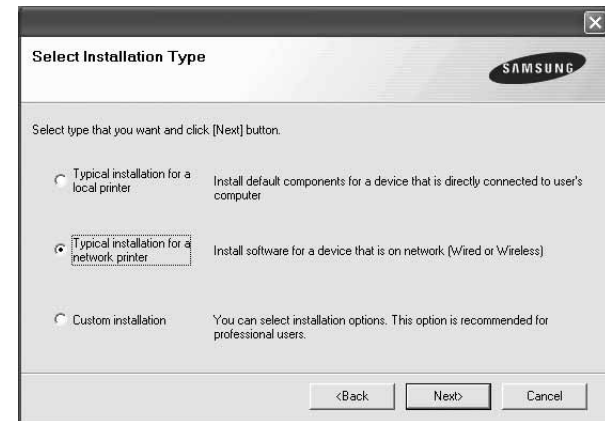 Select Installation Type
SAMSUNG
Select type that you want and click [Next] button.
Typical installation for a
local printer
Install default components for a device that is directly connected to user's
computer
Typical installation for a
network printer
Install software for a device that is on network (Wired or Wireless)
Custom installation
You can select installation options. This option is recommended for
professional users.
<Back
Next>
Cancel